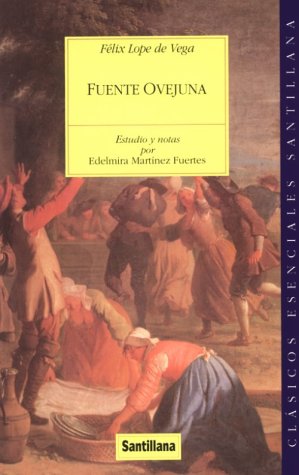 Félix Lope de Vega
FUENTE OVEJUNA
Estudio y notas
por
Edelmira Martínez Fuertes
CLÁSICOS ESENCIALES SANTILLANA
Santillana